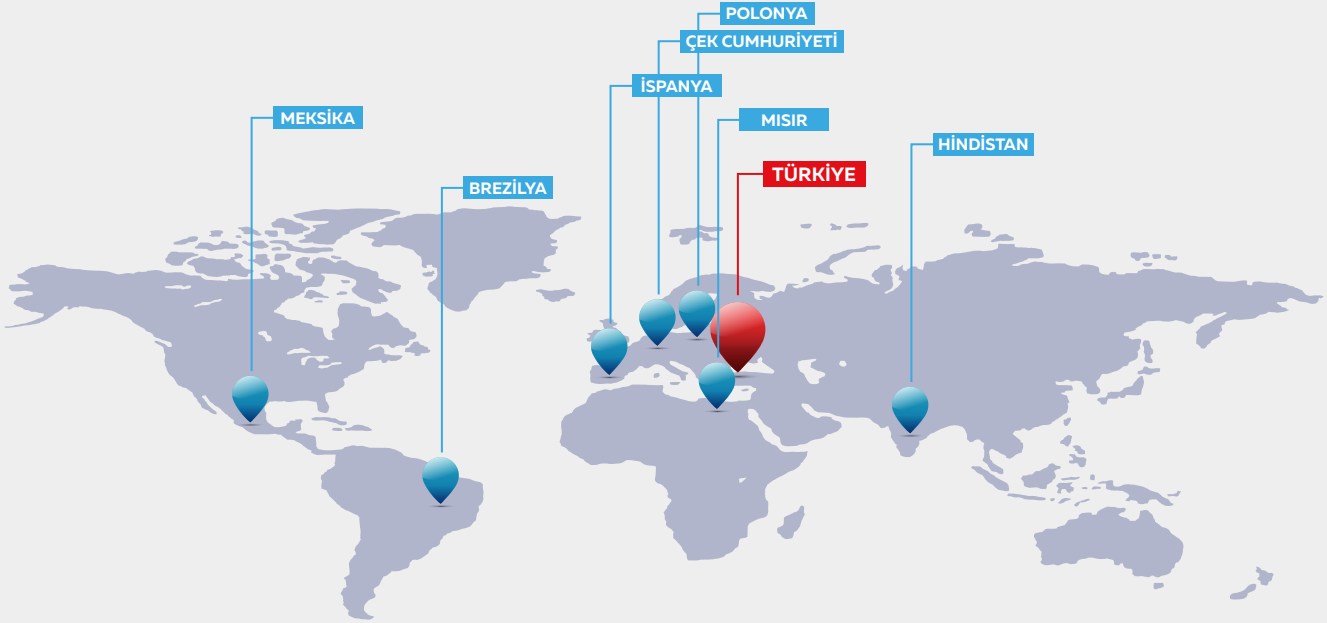 POLONYA
ÇEK CUMHURİYETİ
İSPANYA
MEKSİKA
MISIR
HİNDİSTAN
TÜRKİYE
BREZİLYA